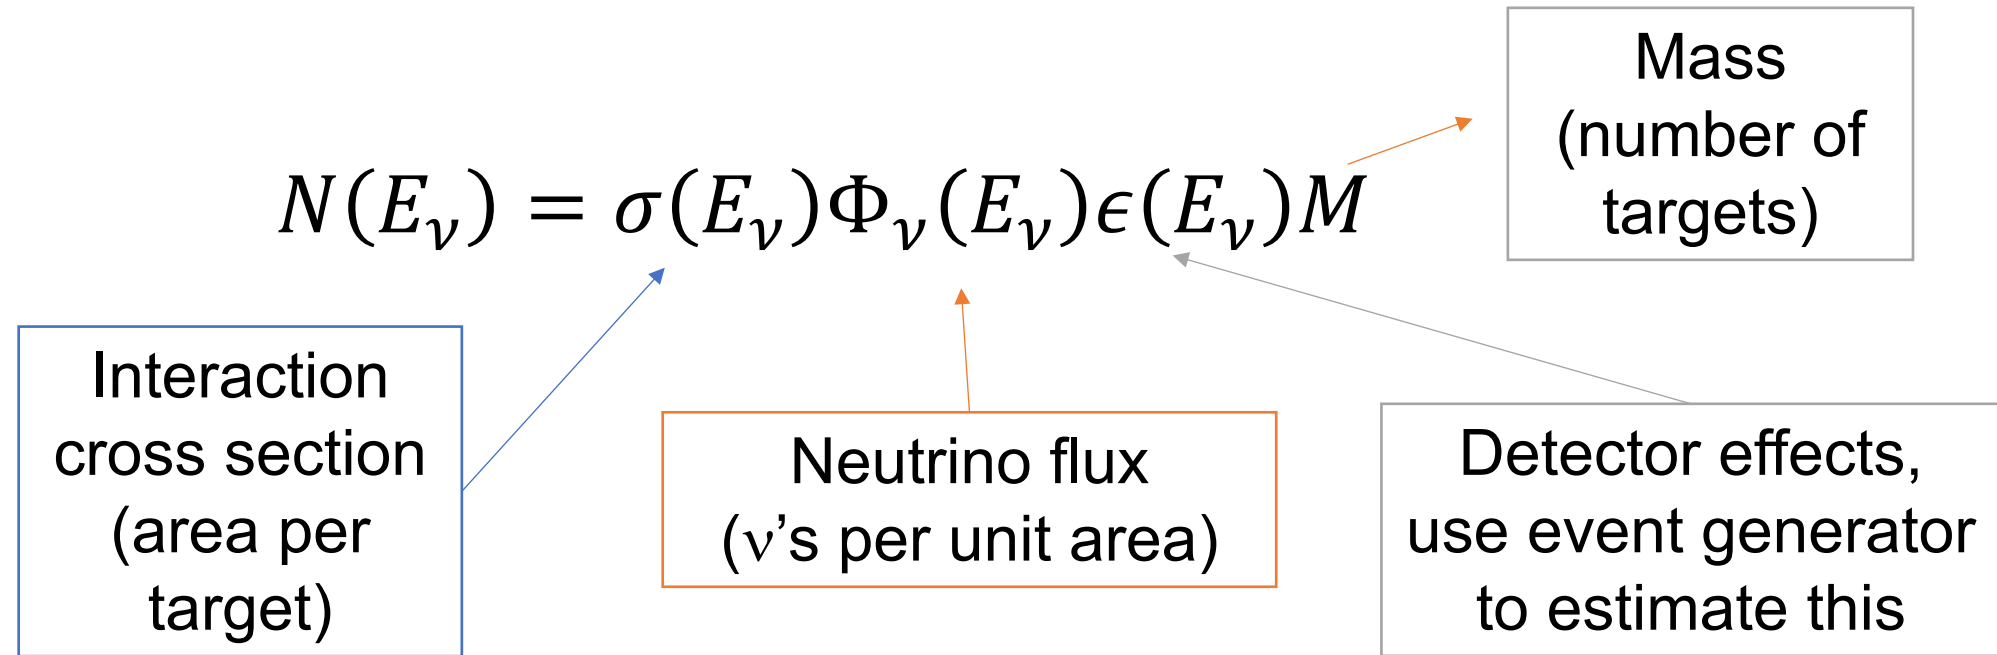 Mass
(number of
targets)
𝑁(𝐸_𝜈) = 𝜎(𝐸_𝜈)Φ_𝜈(𝐸_𝜈)𝜖(𝐸_𝜈)𝑀
Interaction
cross section
(area per
target)
Neutrino flux
(ν’s per unit area)
Detector effects,
use event generator
to estimate this